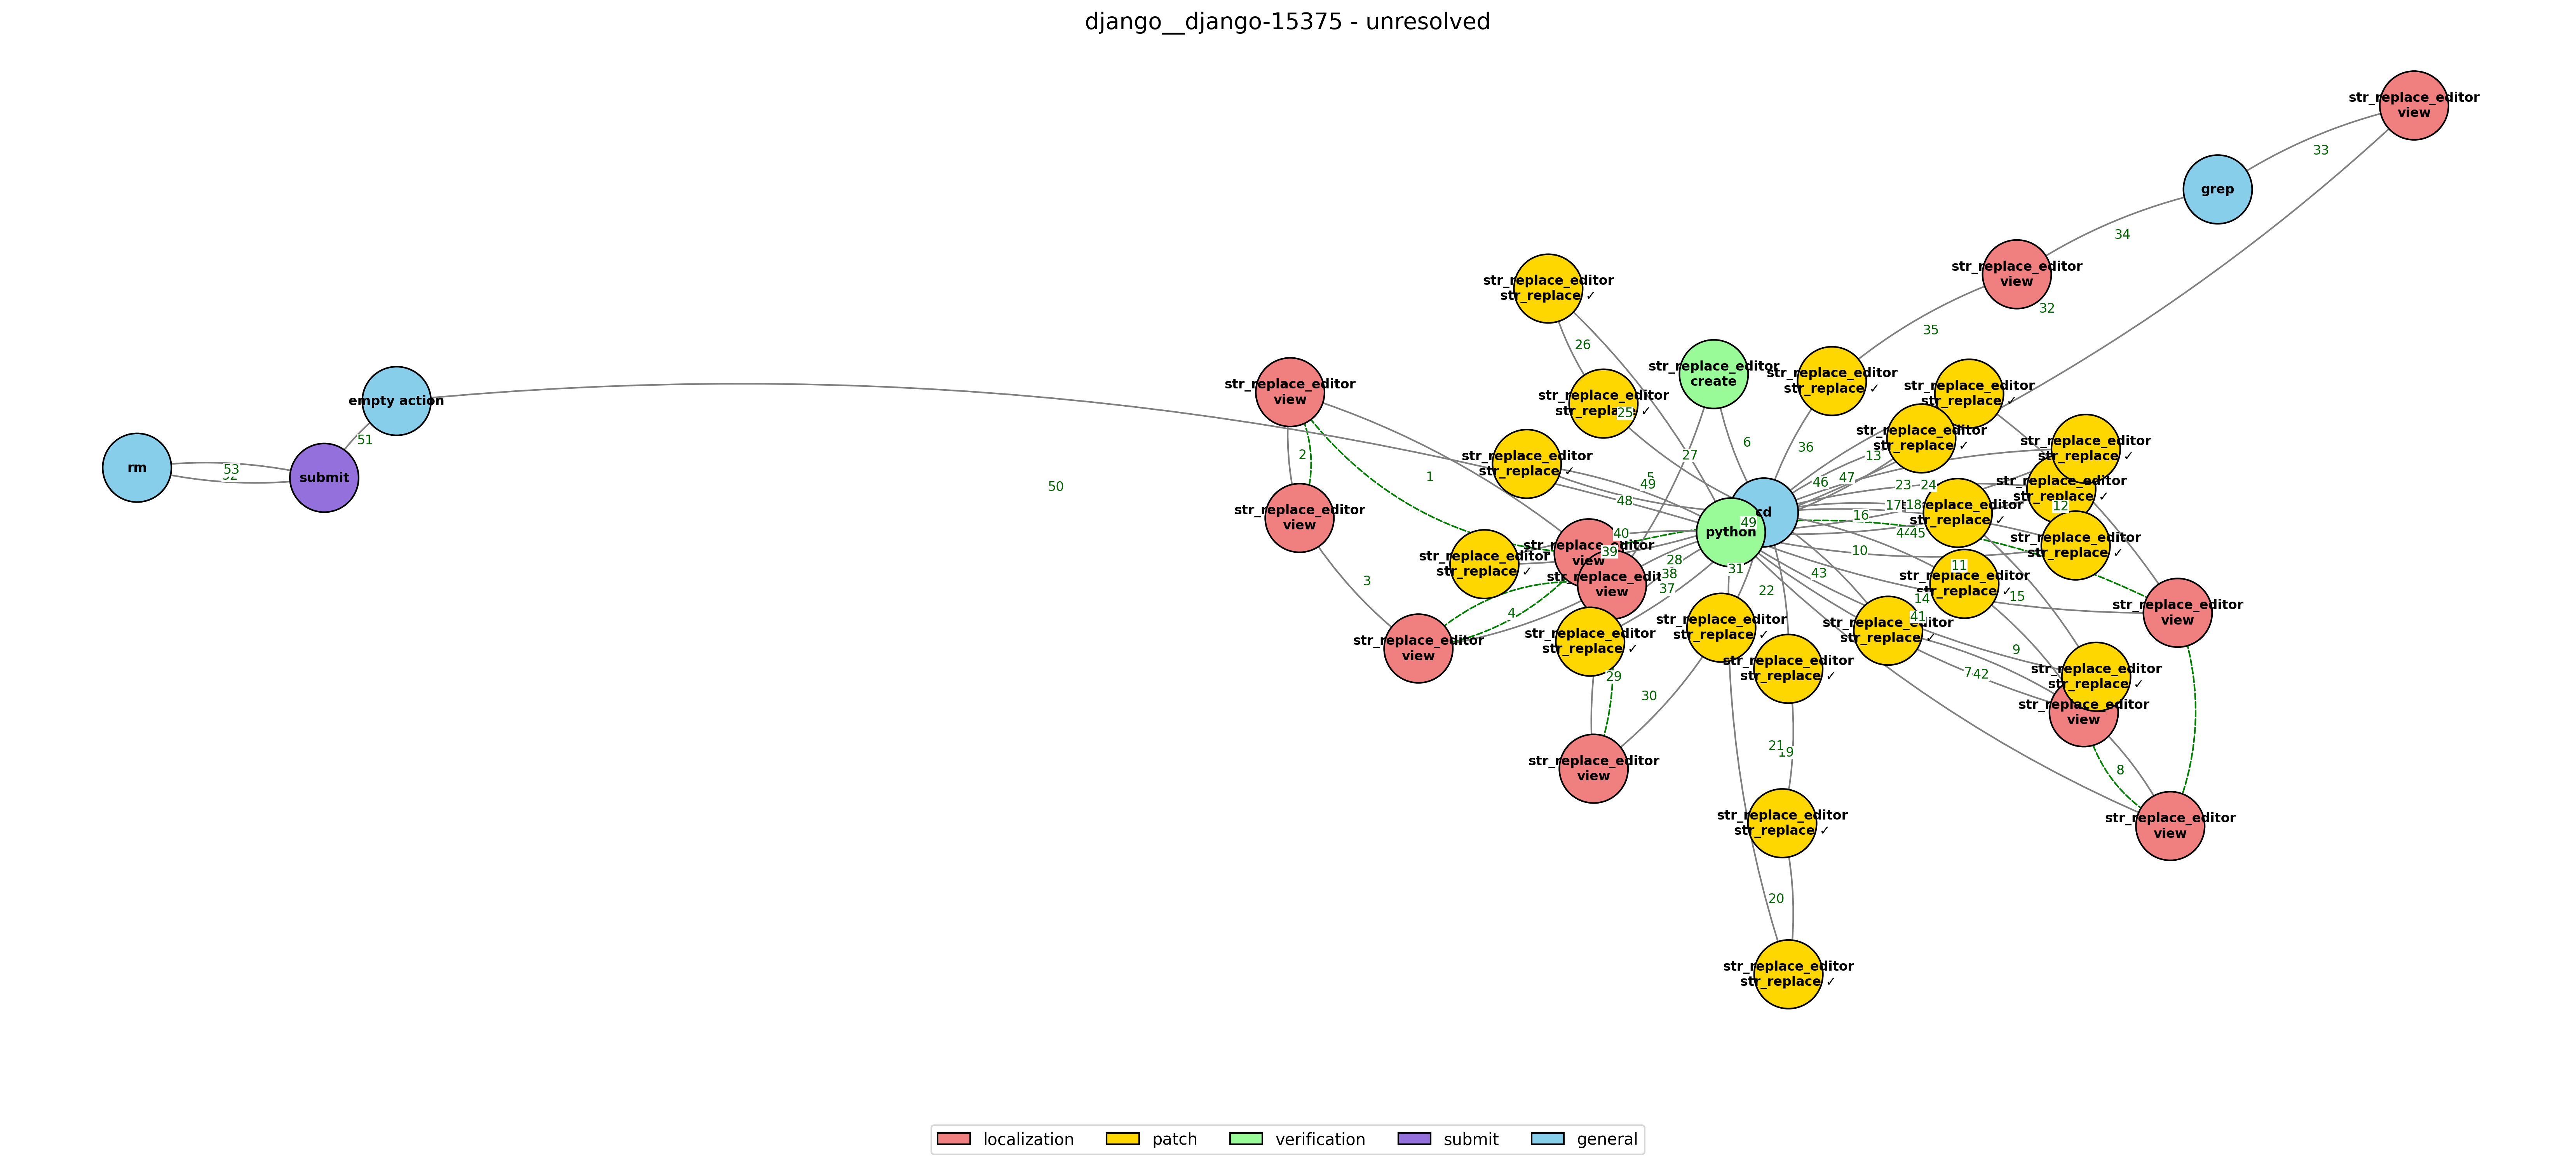 django__django-15375 - unresolved
str_replace_editor
view
33
grep
34
str_replace_editor
view
32
35
str_replace_editor
str_replace ✓
26
str_replace_editor
create
str_replace_editor
str_replace ✓
str_replace_editor
str_replace ✓
str_replace_editor
view
empty action
str_replace_editor
25
51
6
36
str_replace_editor
str_replace ✓
str_replace_editor
str_replace ✓
2
27
13
str_replace_editor
str_replace ✓
rm
53
submit
1
5
49
46
47
50
48
23
24
str_replace_editor
str_replace ✓
17
18
12
str_replace_editor
view
cd
16
str_replace_editor
str_replace ✓
49
python
40
44
45
str_replace_editor
str_replace ✓
str_replace_editor
view
39
10
str_replace_editor
str_replace ✓
28
38
31
11
43
3
view
37
22
str_replace_editor
str_replace ✓
14
15
str_replace_editor
view
4
41
str_replace_editor
view
str_replace_editor
str_replace ✓
str_replace_editor
str_replace ✓
str_replace_editor
str_replace ✓
9
str_replace_editor
str_replace ✓
29
7
42
str_replace_editor
str_replace ✓
30
str_replace_editor
view
21
19
str_replace_editor
view
8
str_replace_editor
str_replace ✓
str_replace_editor
view
20
str_replace_editor
str_replace ✓
localization
patch
verification
submit
general